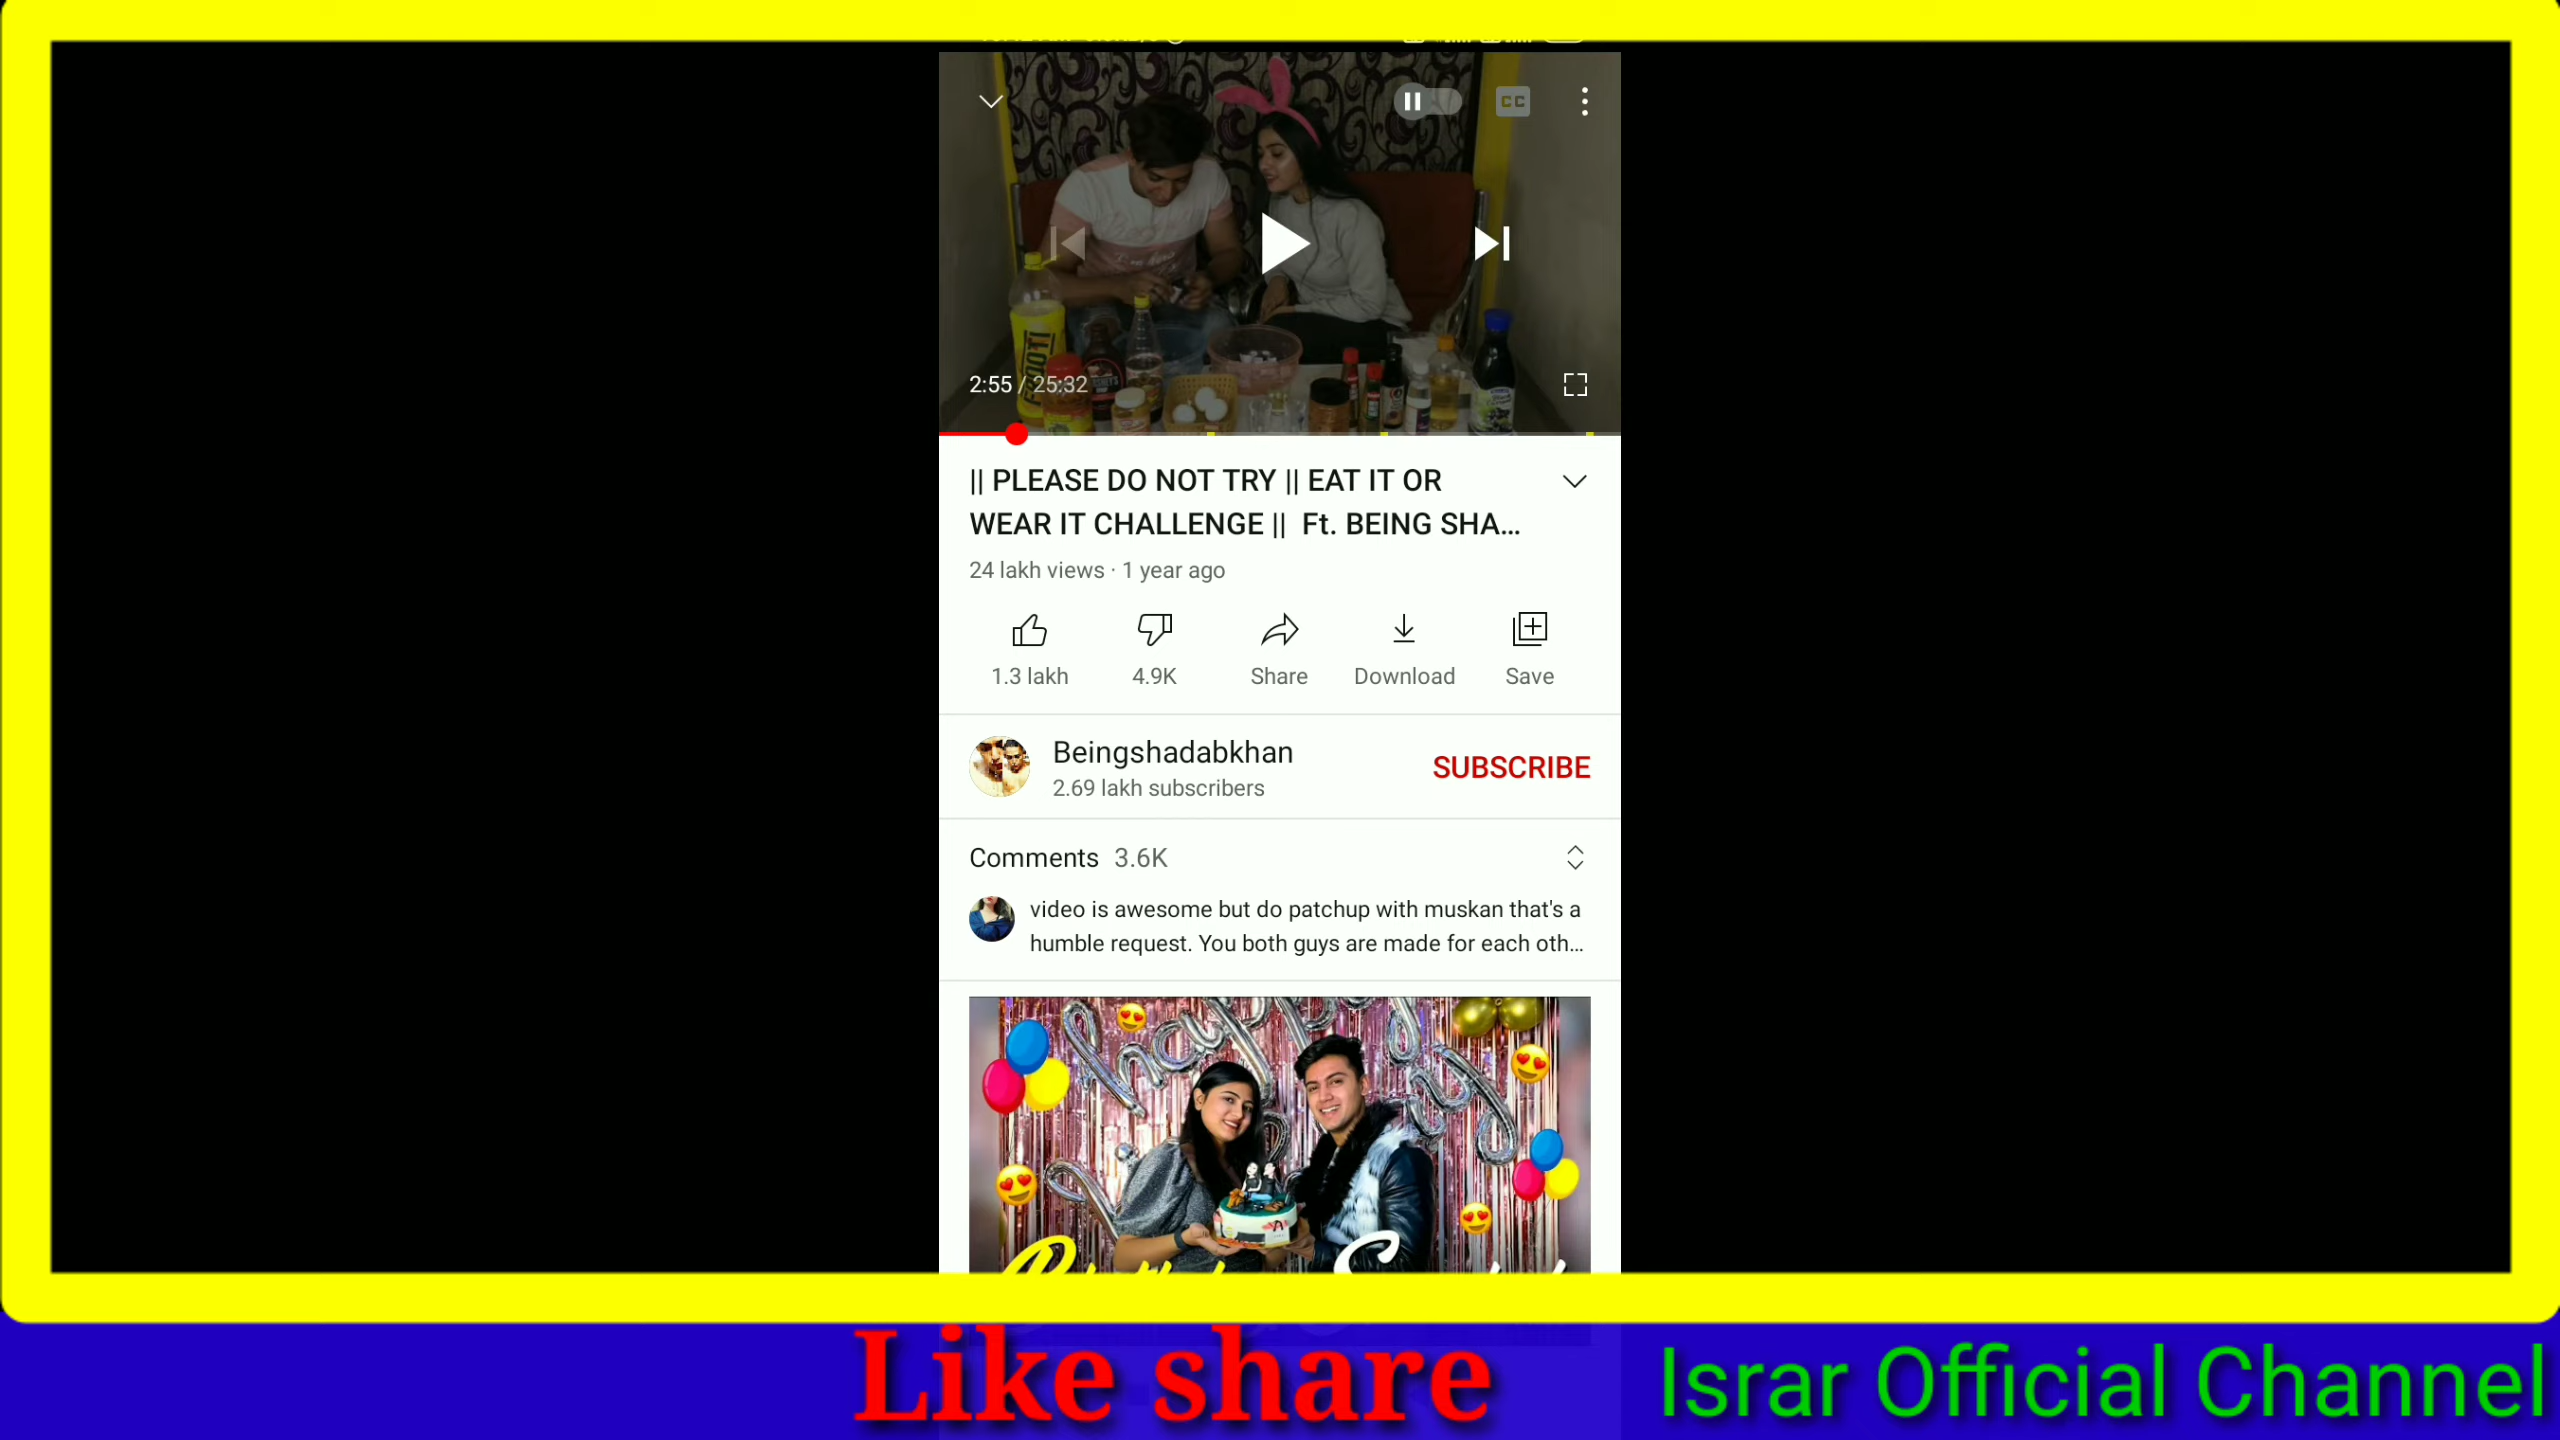 CC
FROOTI
2:55 / 25:32
|| PLEASE DO NOT TRY || EAT IT OR
WEAR IT CHALLENGE || Ft. BEING SHA...
24 lakh views · 1 year ago
1.3 lakh
4.9K
Share
Download
Save
Beingshadabkhan
2.69 lakh subscribers
SUBSCRIBE
Comments 3.6K
video is awesome but do patchup with muskan that's a
humble request. You both guys are made for each oth...
Like share
Israr Official Channel